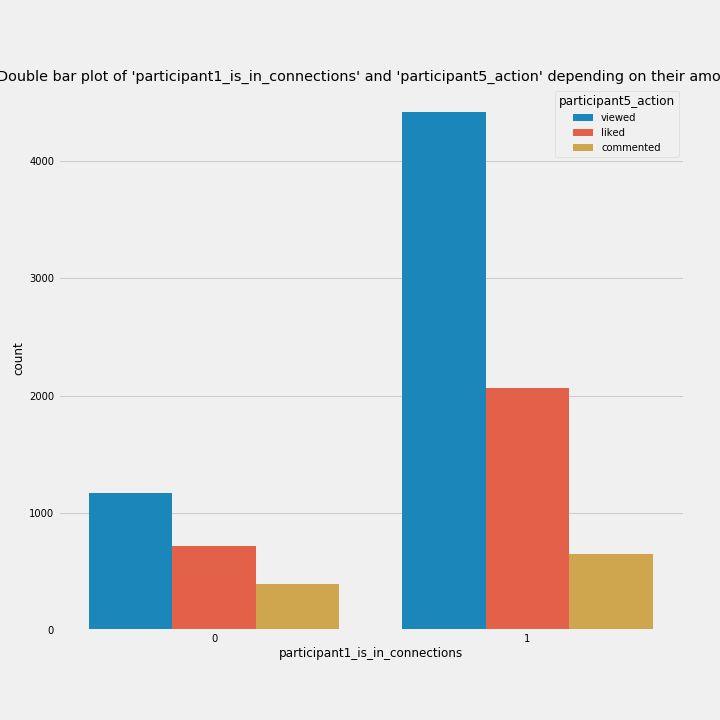 Double bar plot of 'participant1_is_in_connections' and 'participant5_action' depending on their amo
participant5_action
viewed
liked
commented
4000
3000
2000
1000
0
count
0 1
participant1_is_in_connections